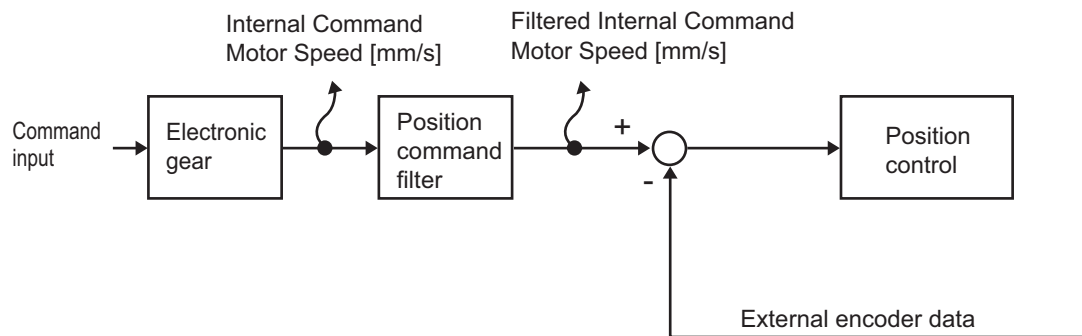 Internal Command
Motor Speed [mm/s]
Filtered Internal Command
Motor Speed [mm/s]
Command
input
Electronic
gear
Position
command
filter
+
-
Position
control
External encoder data